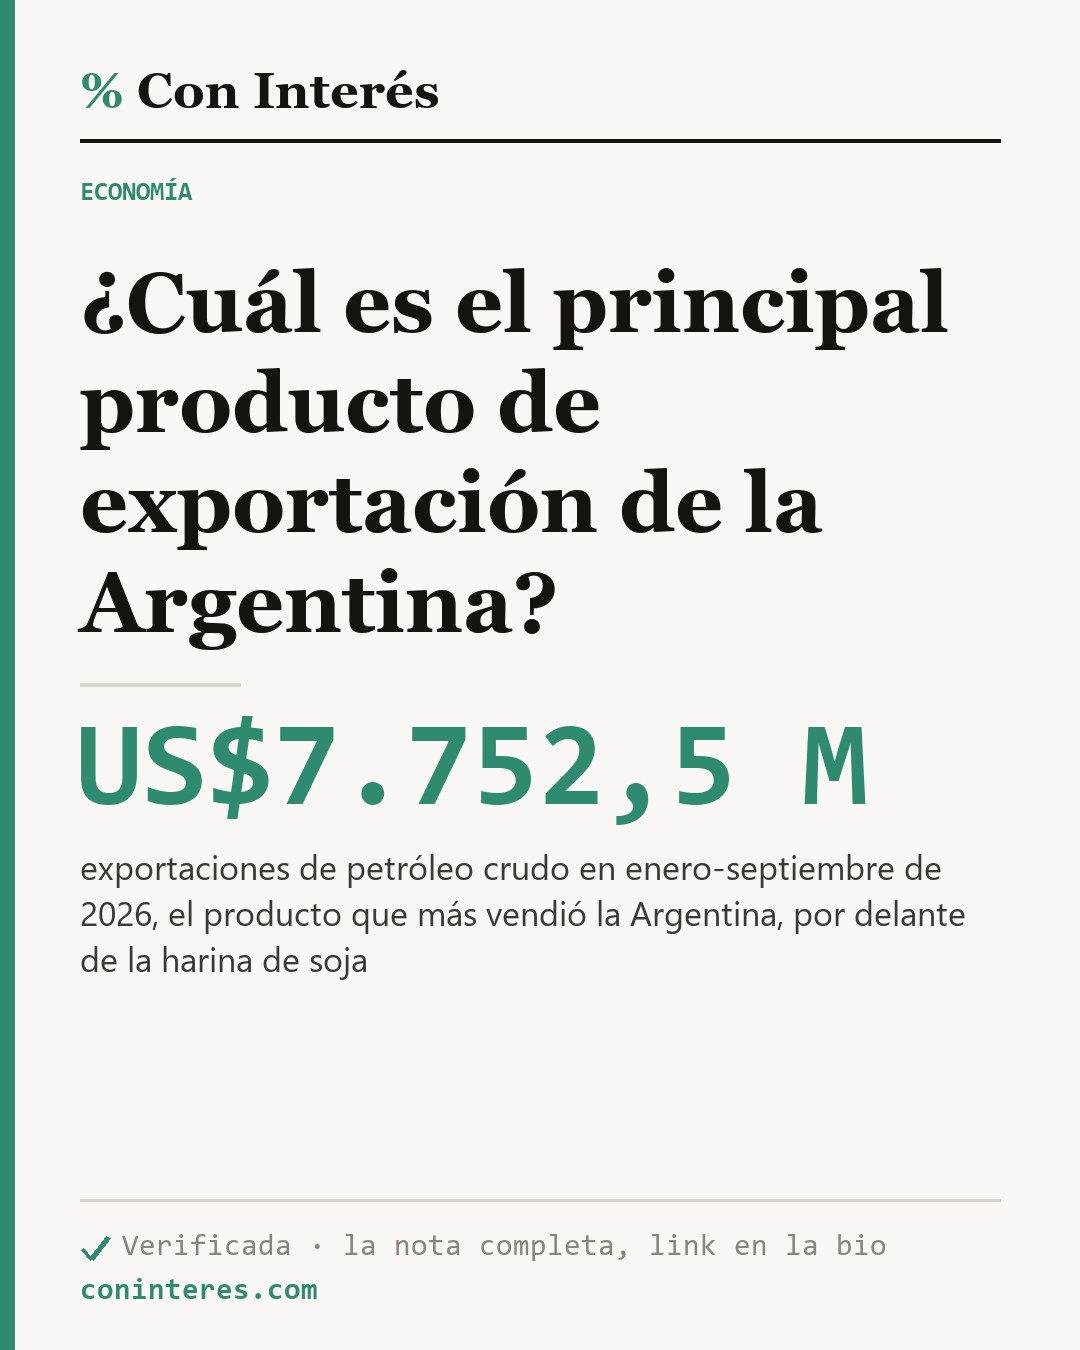 % Con Interés
ECONOMÍA
¿Cuál es el principal
producto de
exportación de la
Argentina?
US$7.752,5 M
exportaciones de petróleo crudo en enero-septiembre de
2026, el producto que más vendió la Argentina, por delante
de la harina de soja
✓ Verificada · la nota completa, link en la bio
coninteres.com